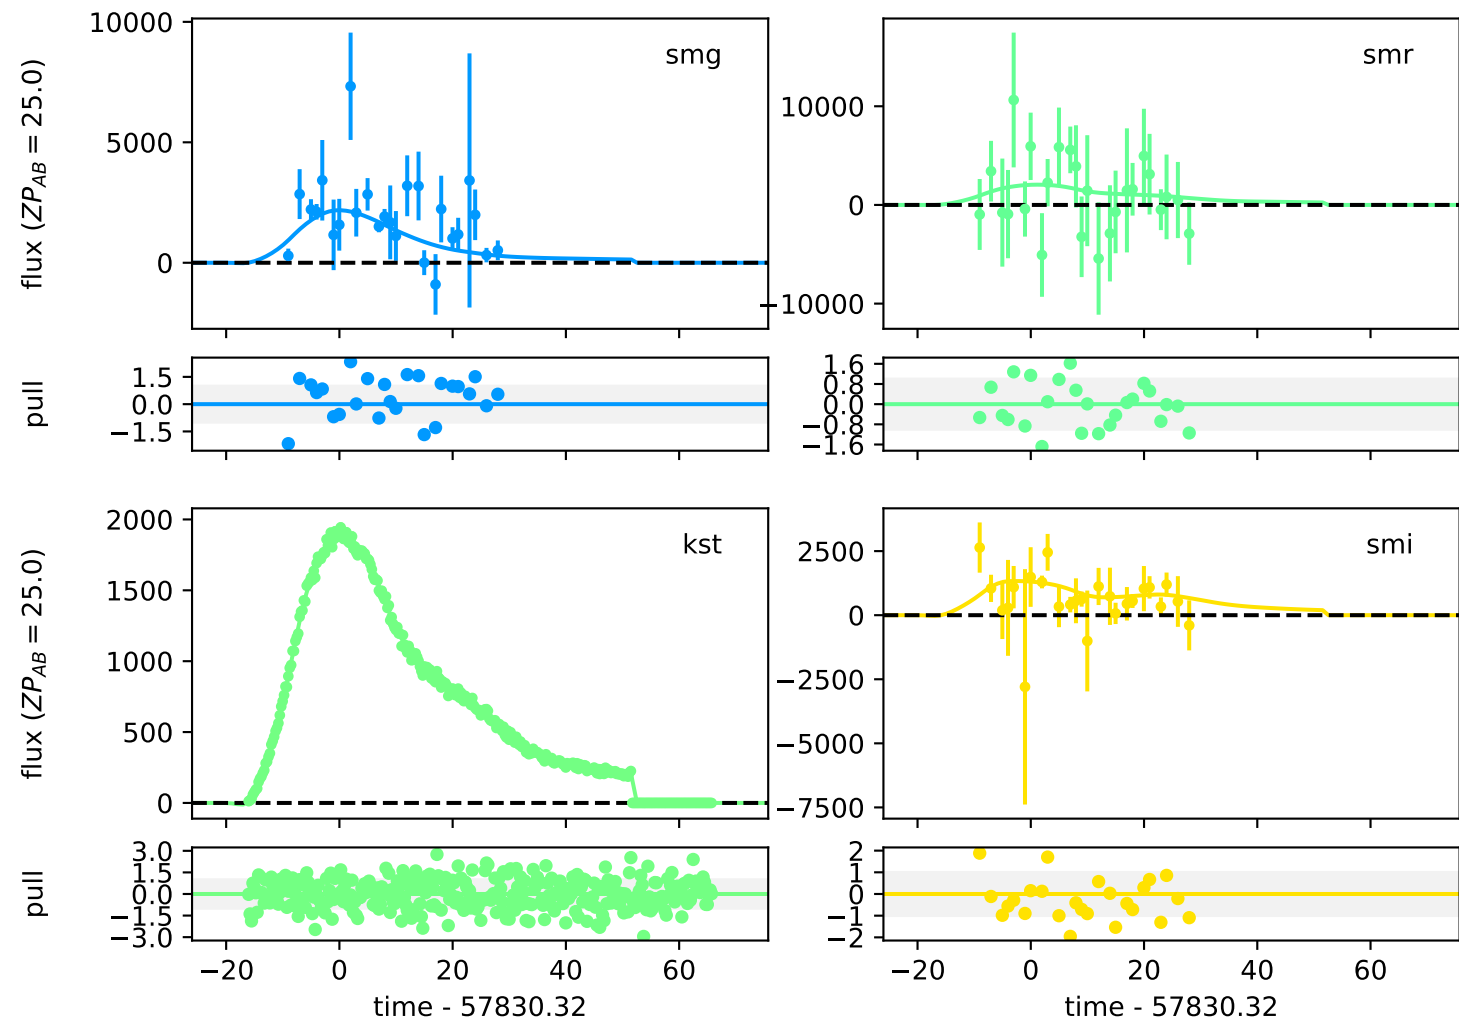 flux (ZP_AB = 25.0)
10000
5000
0
smg
10000
0
−10000
smr
pull
1.5
0.0
−1.5
1.6
0.8
0.0
−0.8
−1.6
flux (ZP_AB = 25.0)
2000
1500
1000
500
0
kst
2500
0
−2500
−5000
−7500
smi
pull
3.0
1.5
0.0
−1.5
−3.0
2
1
0
−1
−2
−20 0 20 40 60
−20 0 20 40 60
time - 57830.32
time - 57830.32